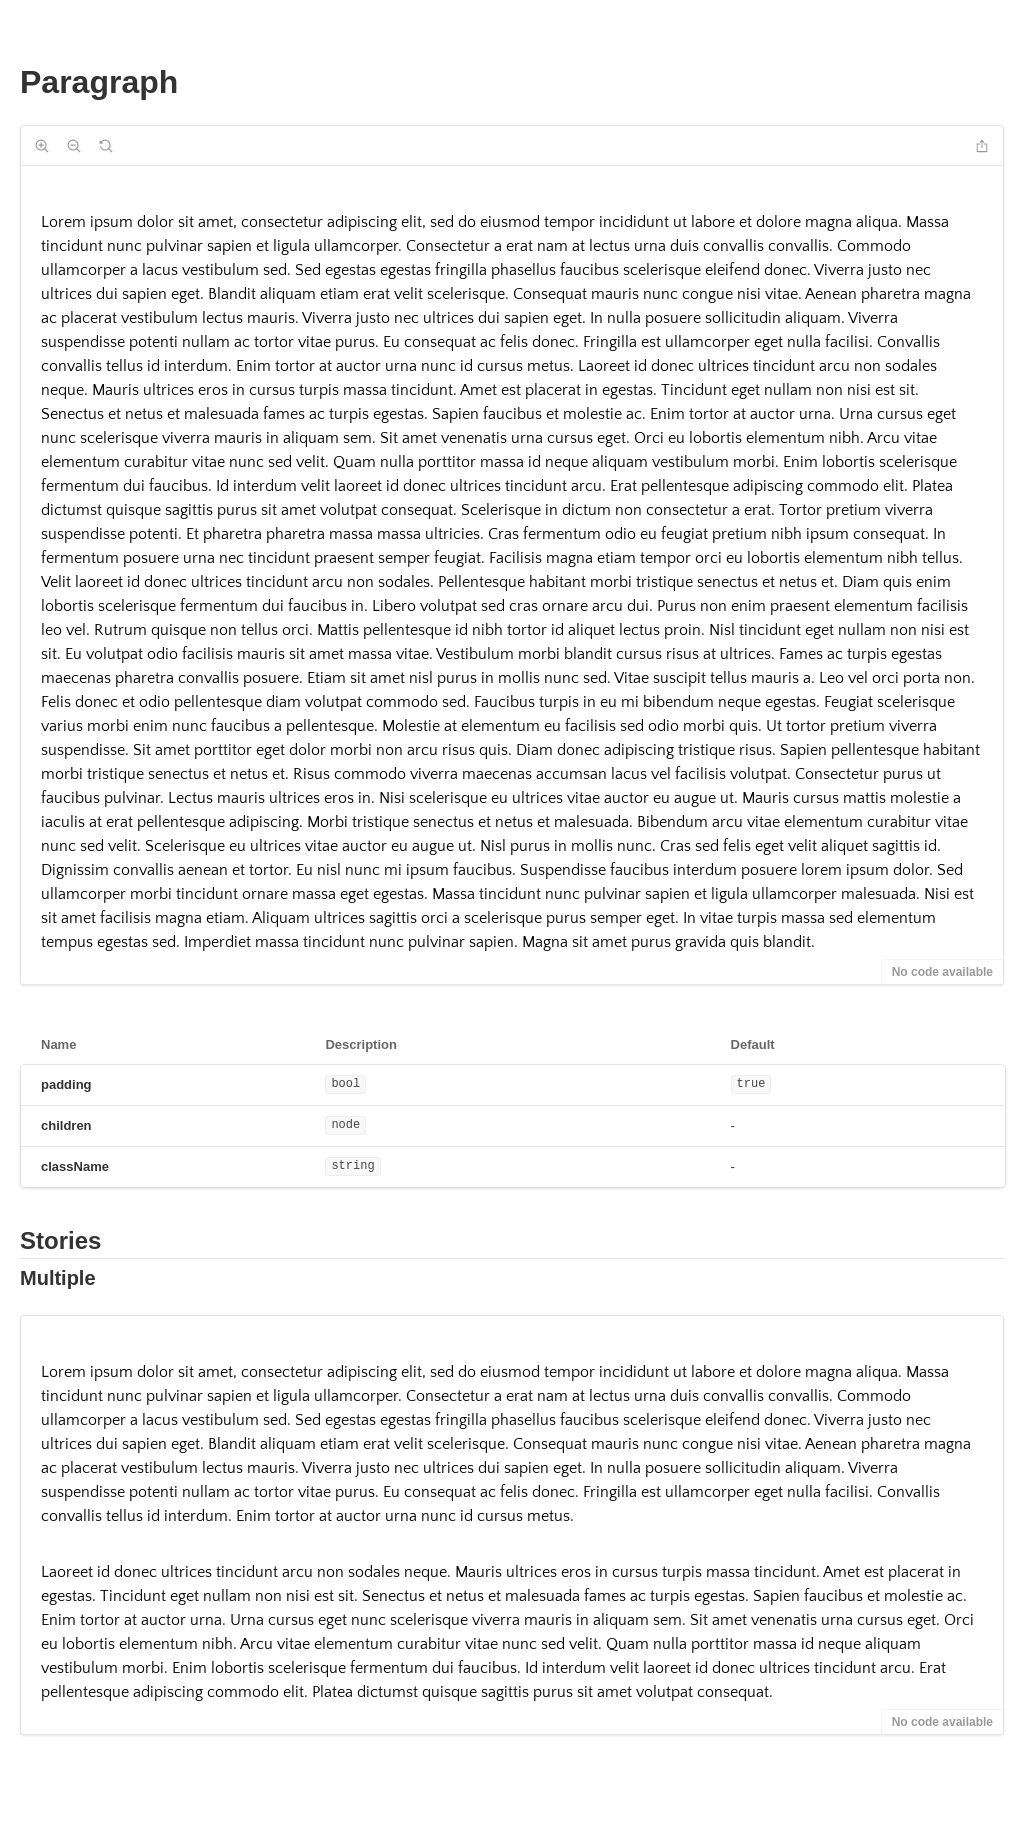 Paragraph
Lorem ipsum dolor sit amet, consectetur adipiscing elit, sed do eiusmod tempor incididunt ut labore et dolore magna aliqua. Massa
tincidunt nunc pulvinar sapien et ligula ullamcorper. Consectetur a erat nam at lectus urna duis convallis convallis. Commodo
ullamcorper a lacus vestibulum sed. Sed egestas egestas fringilla phasellus faucibus scelerisque eleifend donec. Viverra justo nec
ultrices dui sapien eget. Blandit aliquam etiam erat velit scelerisque. Consequat mauris nunc congue nisi vitae. Aenean pharetra magna
ac placerat vestibulum lectus mauris. Viverra justo nec ultrices dui sapien eget. In nulla posuere sollicitudin aliquam. Viverra
suspendisse potenti nullam ac tortor vitae purus. Eu consequat ac felis donec. Fringilla est ullamcorper eget nulla facilisi. Convallis
convallis tellus id interdum. Enim tortor at auctor urna nunc id cursus metus. Laoreet id donec ultrices tincidunt arcu non sodales
neque. Mauris ultrices eros in cursus turpis massa tincidunt. Amet est placerat in egestas. Tincidunt eget nullam non nisi est sit.
Senectus et netus et malesuada fames ac turpis egestas. Sapien faucibus et molestie ac. Enim tortor at auctor urna. Urna cursus eget
nunc scelerisque viverra mauris in aliquam sem. Sit amet venenatis urna cursus eget. Orci eu lobortis elementum nibh. Arcu vitae
elementum curabitur vitae nunc sed velit. Quam nulla porttitor massa id neque aliquam vestibulum morbi. Enim lobortis scelerisque
fermentum dui faucibus. Id interdum velit laoreet id donec ultrices tincidunt arcu. Erat pellentesque adipiscing commodo elit. Platea
dictumst quisque sagittis purus sit amet volutpat consequat. Scelerisque in dictum non consectetur a erat. Tortor pretium viverra
suspendisse potenti. Et pharetra pharetra massa massa ultricies. Cras fermentum odio eu feugiat pretium nibh ipsum consequat. In
fermentum posuere urna nec tincidunt praesent semper feugiat. Facilisis magna etiam tempor orci eu lobortis elementum nibh tellus.
Velit laoreet id donec ultrices tincidunt arcu non sodales. Pellentesque habitant morbi tristique senectus et netus et. Diam quis enim
lobortis scelerisque fermentum dui faucibus in. Libero volutpat sed cras ornare arcu dui. Purus non enim praesent elementum facilisis
leo vel. Rutrum quisque non tellus orci. Mattis pellentesque id nibh tortor id aliquet lectus proin. Nisl tincidunt eget nullam non nisi est
sit. Eu volutpat odio facilisis mauris sit amet massa vitae. Vestibulum morbi blandit cursus risus at ultrices. Fames ac turpis egestas
maecenas pharetra convallis posuere. Etiam sit amet nisl purus in mollis nunc sed. Vitae suscipit tellus mauris a. Leo vel orci porta non.
Felis donec et odio pellentesque diam volutpat commodo sed. Faucibus turpis in eu mi bibendum neque egestas. Feugiat scelerisque
varius morbi enim nunc faucibus a pellentesque. Molestie at elementum eu facilisis sed odio morbi quis. Ut tortor pretium viverra
suspendisse. Sit amet porttitor eget dolor morbi non arcu risus quis. Diam donec adipiscing tristique risus. Sapien pellentesque habitant
morbi tristique senectus et netus et. Risus commodo viverra maecenas accumsan lacus vel facilisis volutpat. Consectetur purus ut
faucibus pulvinar. Lectus mauris ultrices eros in. Nisi scelerisque eu ultrices vitae auctor eu augue ut. Mauris cursus mattis molestie a
iaculis at erat pellentesque adipiscing. Morbi tristique senectus et netus et malesuada. Bibendum arcu vitae elementum curabitur vitae
nunc sed velit. Scelerisque eu ultrices vitae auctor eu augue ut. Nisl purus in mollis nunc. Cras sed felis eget velit aliquet sagittis id.
Dignissim convallis aenean et tortor. Eu nisl nunc mi ipsum faucibus. Suspendisse faucibus interdum posuere lorem ipsum dolor. Sed
ullamcorper morbi tincidunt ornare massa eget egestas. Massa tincidunt nunc pulvinar sapien et ligula ullamcorper malesuada. Nisi est
sit amet facilisis magna etiam. Aliquam ultrices sagittis orci a scelerisque purus semper eget. In vitae turpis massa sed elementum
tempus egestas sed. Imperdiet massa tincidunt nunc pulvinar sapien. Magna sit amet purus gravida quis blandit.
No code available
Name Description Default
padding bool true
children node -
className string -
Stories
Multiple
Lorem ipsum dolor sit amet, consectetur adipiscing elit, sed do eiusmod tempor incididunt ut labore et dolore magna aliqua. Massa
tincidunt nunc pulvinar sapien et ligula ullamcorper. Consectetur a erat nam at lectus urna duis convallis convallis. Commodo
ullamcorper a lacus vestibulum sed. Sed egestas egestas fringilla phasellus faucibus scelerisque eleifend donec. Viverra justo nec
ultrices dui sapien eget. Blandit aliquam etiam erat velit scelerisque. Consequat mauris nunc congue nisi vitae. Aenean pharetra magna
ac placerat vestibulum lectus mauris. Viverra justo nec ultrices dui sapien eget. In nulla posuere sollicitudin aliquam. Viverra
suspendisse potenti nullam ac tortor vitae purus. Eu consequat ac felis donec. Fringilla est ullamcorper eget nulla facilisi. Convallis
convallis tellus id interdum. Enim tortor at auctor urna nunc id cursus metus.
Laoreet id donec ultrices tincidunt arcu non sodales neque. Mauris ultrices eros in cursus turpis massa tincidunt. Amet est placerat in
egestas. Tincidunt eget nullam non nisi est sit. Senectus et netus et malesuada fames ac turpis egestas. Sapien faucibus et molestie ac.
Enim tortor at auctor urna. Urna cursus eget nunc scelerisque viverra mauris in aliquam sem. Sit amet venenatis urna cursus eget. Orci
eu lobortis elementum nibh. Arcu vitae elementum curabitur vitae nunc sed velit. Quam nulla porttitor massa id neque aliquam
vestibulum morbi. Enim lobortis scelerisque fermentum dui faucibus. Id interdum velit laoreet id donec ultrices tincidunt arcu. Erat
pellentesque adipiscing commodo elit. Platea dictumst quisque sagittis purus sit amet volutpat consequat.
No code available